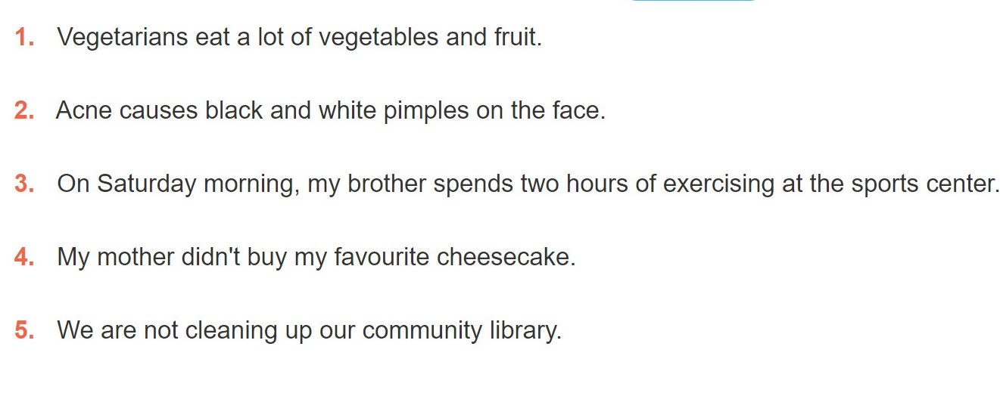 1. Vegetarians eat a lot of vegetables and fruit.
2. Acne causes black and white pimples on the face.
3. On Saturday morning, my brother spends two hours of exercising at the sports center.
4. My mother didn't buy my favourite cheesecake.
5. We are not cleaning up our community library.